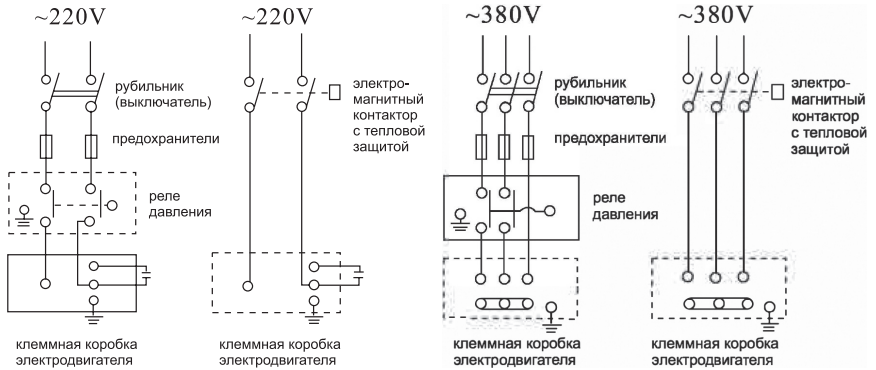 ~220V
рубильник
(выключатель)
предохранители
реле
давления
клеммная коробка
электродвигателя
~220V
электро-
магнитный
контактор
с тепловой
защитой
клеммная коробка
электродвигателя
~380V
рубильник
(выключатель)
предохранители
реле
давления
клеммная коробка
электродвигателя
~380V
электро-
магнитный
контактор
с тепловой
защитой
клеммная коробка
электродвигателя